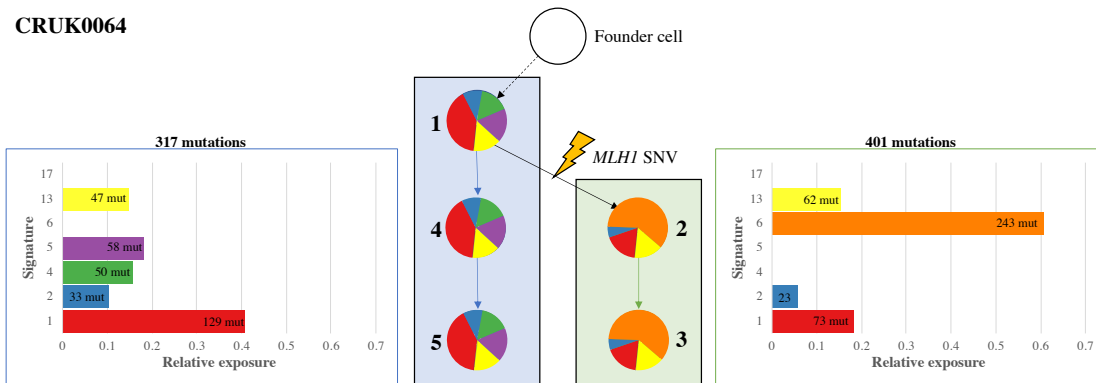 CRUK0064
Founder cell
1
MLH1 SNV
4
2
5
3
317 mutations
Signature
17
13
47 mut
6
5
58 mut
4
50 mut
2
33 mut
1
129 mut
0 0.1 0.2 0.3 0.4 0.5 0.6 0.7
Relative exposure
401 mutations
Signature
17
13
62 mut
6
243 mut
5
4
2
23
1
73 mut
0 0.1 0.2 0.3 0.4 0.5 0.6 0.7
Relative exposure